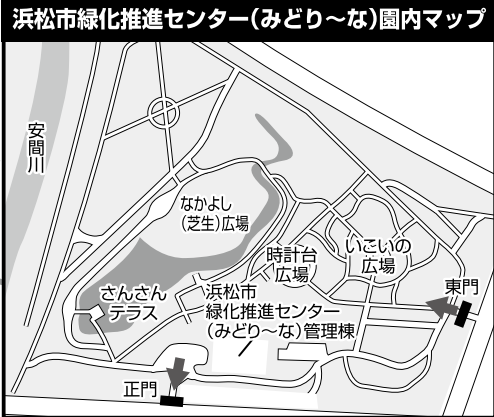 浜松市緑化推進センター(みどり～な)園内マップ
安間川
なかよし
(芝生)広場
時計台
広場
いこいの
広場
東門
さんさん
テラス
浜松市
緑化推進センター
(みどり～な)管理棟
正門